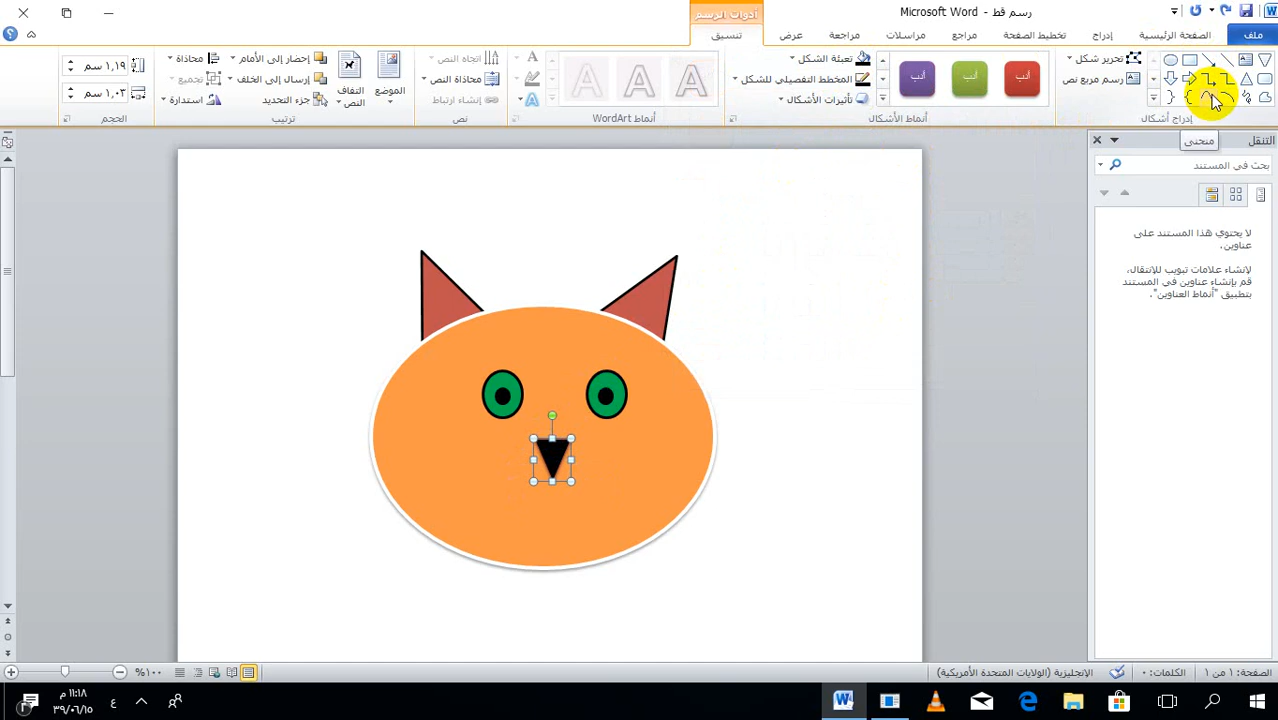 رسم قط - Microsoft Word
أدوات الرسم
ملف
الصفحة الرئيسية
إدراج
تخطيط الصفحة
مراجع
مراسلات
مراجعة
عرض
تنسيق
تحرير شكل
رسم مربع نص
إدراج أشكال
أنب
أنب
أنب
تعبئة الشكل
المخطط التفصيلي للشكل
تأثيرات الأشكال
أنماط الأشكال
A A A
أنماط WordArt
اتجاه النص
محاذاة النص
إنشاء ارتباط
نص
الموضع
التفاف النص
إحضار إلى الأمام
إرسال إلى الخلف
جزء التحديد
محاذاة
تجميع
استدارة
ترتيب
١,١٩ سم
١,٠٣ سم
الحجم
منحنى
التنقل
بحث في المستند
لا يحتوي هذا المستند على
عناوين.
لإنشاء علامات تبويب للانتقال،
قم بإنشاء عناوين في المستند
بتطبيق "أنماط العناوين".
الصفحة: ١ من ١
الكلمات: ٠
الإنجليزية (الولايات المتحدة الأمريكية)
١٠٠%
١١:١٨ م
٣٩/٠٦/١٥
ع